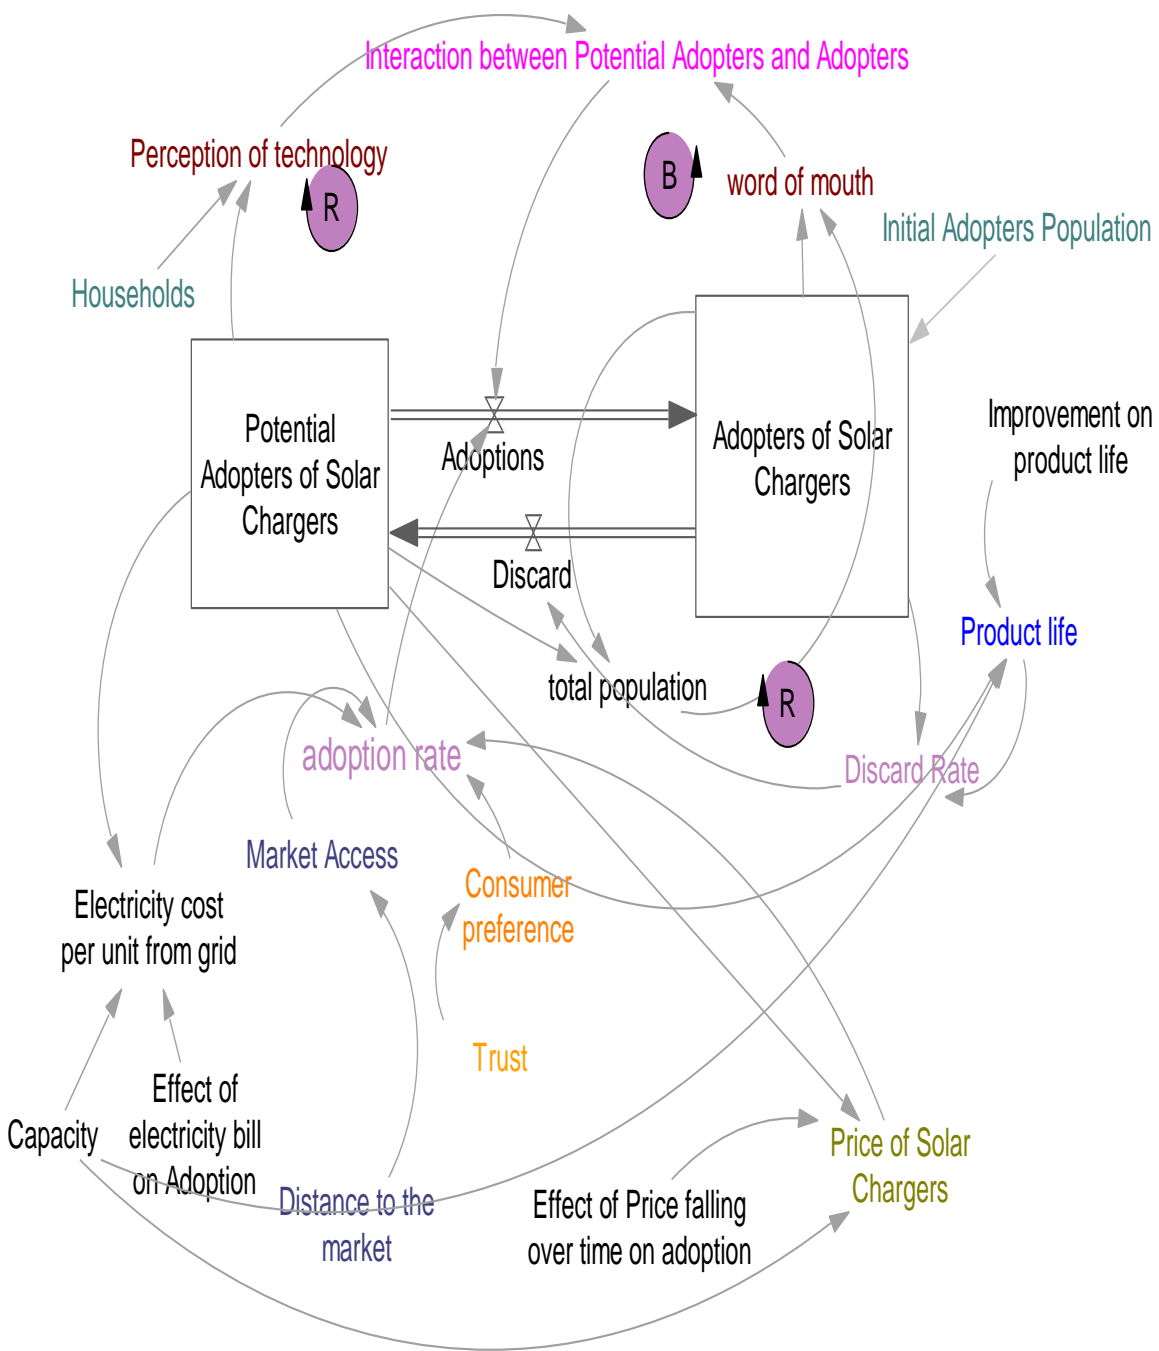 Interaction between Potential Adopters and Adopters
Perception of technology
R
B
word of mouth
Initial Adopters Population
Households
Potential
Adopters of Solar
Chargers
Adoptions
Adopters of Solar
Chargers
Improvement on
product life
Discard
Product life
total population
R
adoption rate
Discard Rate
Market Access
Consumer
preference
Electricity cost
per unit from grid
Trust
Effect of
electricity bill
on Adoption
Capacity
Distance to the
market
Effect of Price falling
over time on adoption
Price of Solar
Chargers